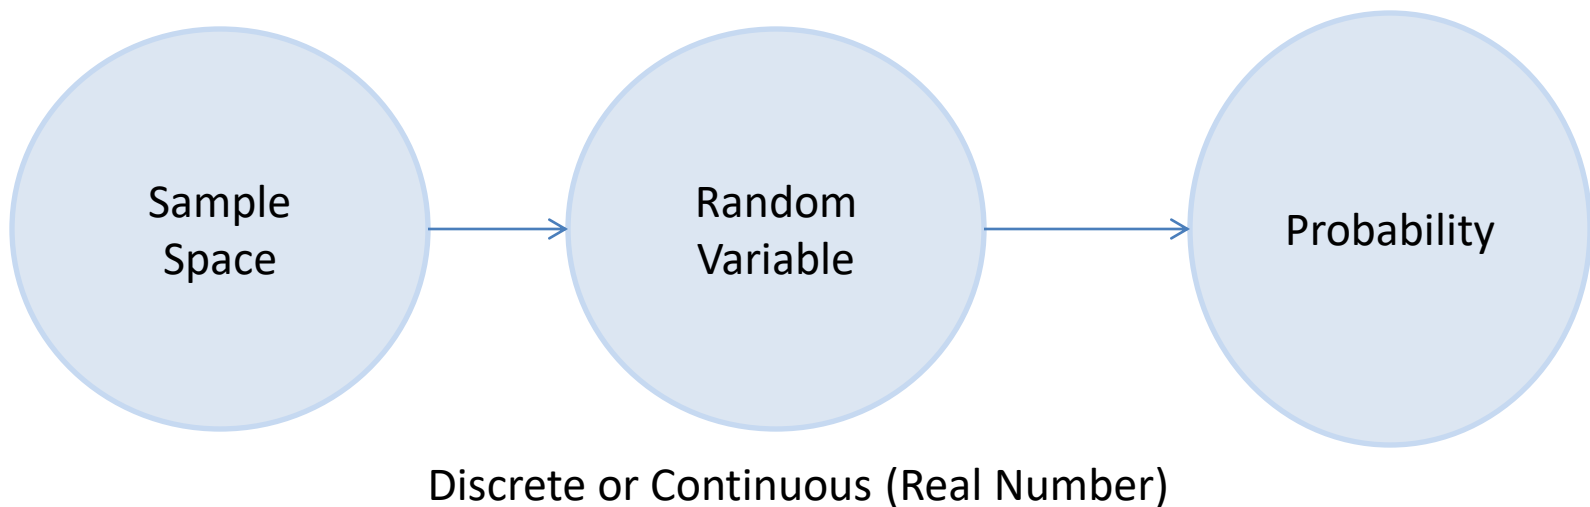 Sample
Space
Random
Variable
Probability
Discrete or Continuous (Real Number)